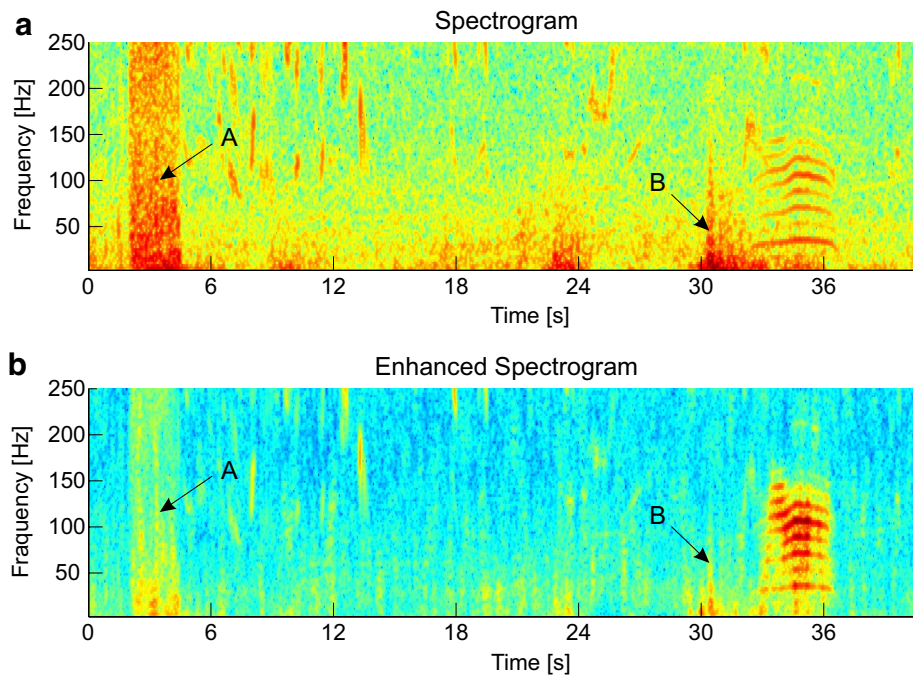 a
Spectrogram
250
200
150
100
50
Frequency [Hz]
A
B
0 6 12 18 24 30 36
Time [s]
b
Enhanced Spectrogram
250
200
150
100
50
Fraquency [Hz]
A
B
0 6 12 18 24 30 36
Time [s]